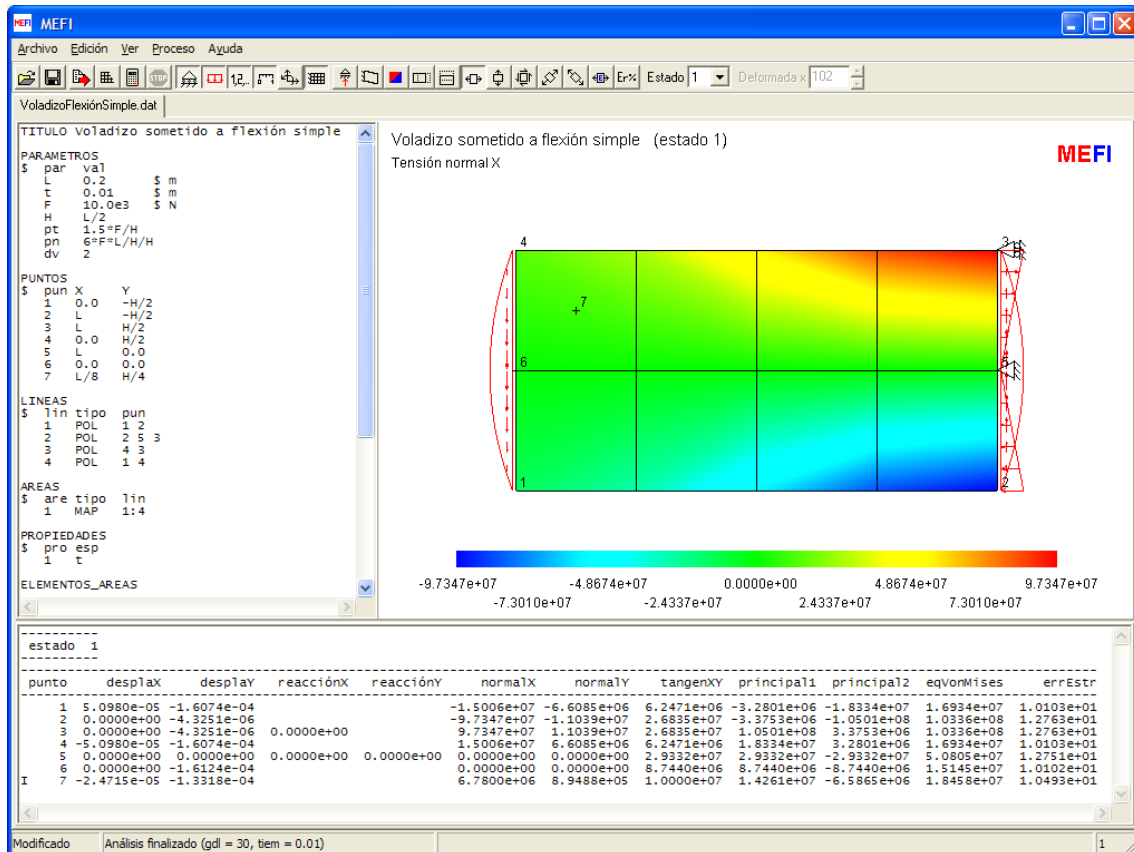 MEFI MEFI
Archivo Edición Ver Proceso Ayuda
STOP 1,2,.. Er% Estado 1 Deformada x 102
VoladizoFlexiónSimple.dat
TITULO Voladizo sometido a flexión simple
PARAMETROS
$ par val
L 0.2 $ m
t 0.01 $ m
F 10.0e3 $ N
H L/2
pt 1.5*F/H
pn 6*F*L/H/H
dv 2
PUNTOS
$ pun X Y
1 0.0 -H/2
2 L -H/2
3 L H/2
4 0.0 H/2
5 L 0.0
6 0.0 0.0
7 L/8 H/4
LINEAS
$ lin tipo pun
1 POL 1 2
2 POL 2 5 3
3 POL 4 3
4 POL 1 4
AREAS
$ are tipo lin
1 MAP 1:4
PROPIEDADES
$ pro esp
1 t
ELEMENTOS_AREAS
Voladizo sometido a flexión simple (estado 1)
Tensión normal X
MEFI
4 3
7
6 5
1 2
-9.7347e+07 -4.8674e+07 0.0000e+00 4.8674e+07 9.7347e+07
-7.3010e+07 -2.4337e+07 2.4337e+07 7.3010e+07
----------
estado 1
----------
punto desplaX desplaY reacciónX reacciónY normalX normalY tangenXY principal1 principal2 eqVonMises errEstr
1 5.0980e-05 -1.6074e-04 -1.5006e+07 -6.6085e+06 6.2471e+06 -3.2801e+06 -1.8334e+07 1.6934e+07 1.0103e+01
2 0.0000e+00 -4.3251e-06 -9.7347e+07 -1.1039e+07 2.6835e+07 -3.3753e+06 -1.0501e+08 1.0336e+08 1.2763e+01
3 0.0000e+00 -4.3251e-06 0.0000e+00 9.7347e+07 1.1039e+07 2.6835e+07 1.0501e+08 3.3753e+06 1.0336e+08 1.2763e+01
4 -5.0980e-05 -1.6074e-04 1.5006e+07 6.6085e+06 6.2471e+06 1.8334e+07 3.2801e+06 1.6934e+07 1.0103e+01
5 0.0000e+00 0.0000e+00 0.0000e+00 0.0000e+00 0.0000e+00 0.0000e+00 2.9332e+07 2.9332e+07 -2.9332e+07 5.0805e+07 1.2751e+01
6 0.0000e+00 -1.6124e-04 0.0000e+00 0.0000e+00 8.7440e+06 8.7440e+06 -8.7440e+06 1.5145e+07 1.0102e+01
I 7 -2.4715e-05 -1.3318e-04 6.7800e+06 8.9488e+05 1.0000e+07 1.4261e+07 -6.5865e+06 1.8458e+07 1.0493e+01
Modificado Análisis finalizado (gdl = 30, tiem = 0.01) 1